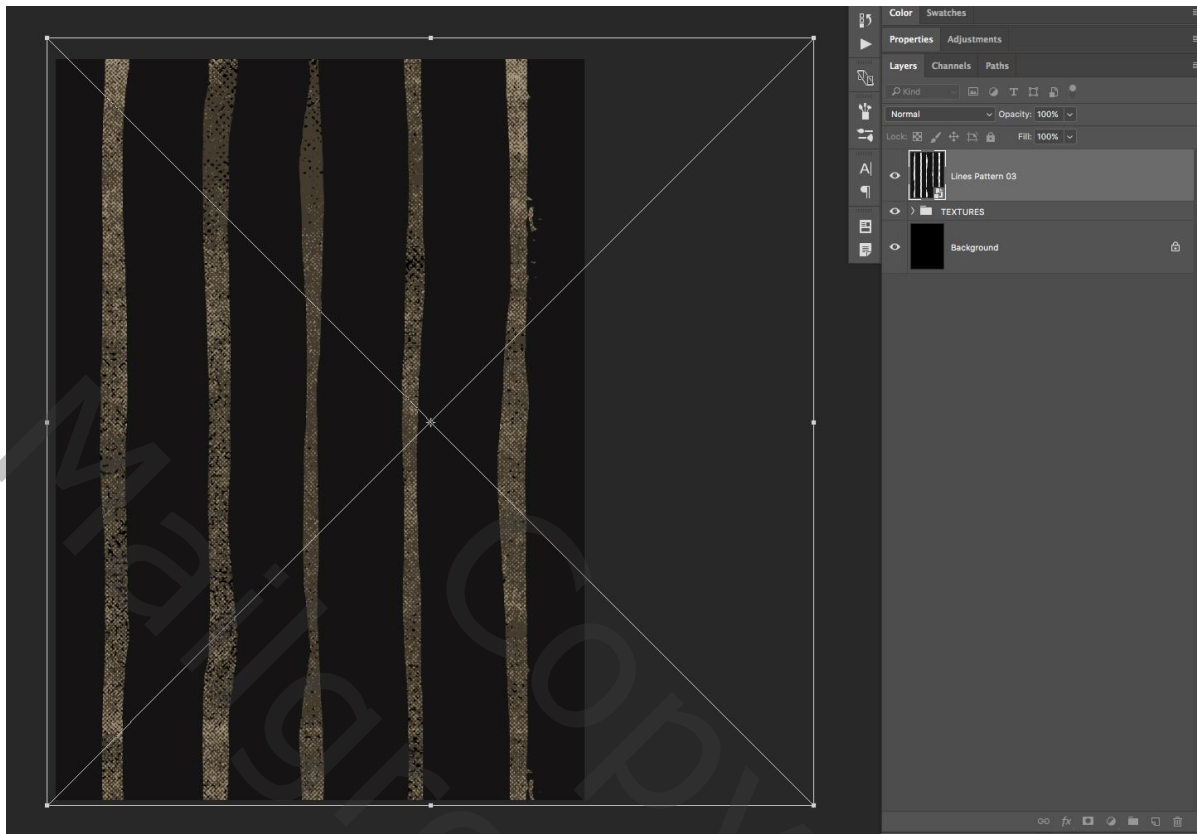 Color Swatches
Properties Adjustments
Layers Channels Paths
Kind
T
Normal Opacity: 100%
Lock: Fill: 100%
A
Lines Pattern 03
TEXTURES
Background
fx